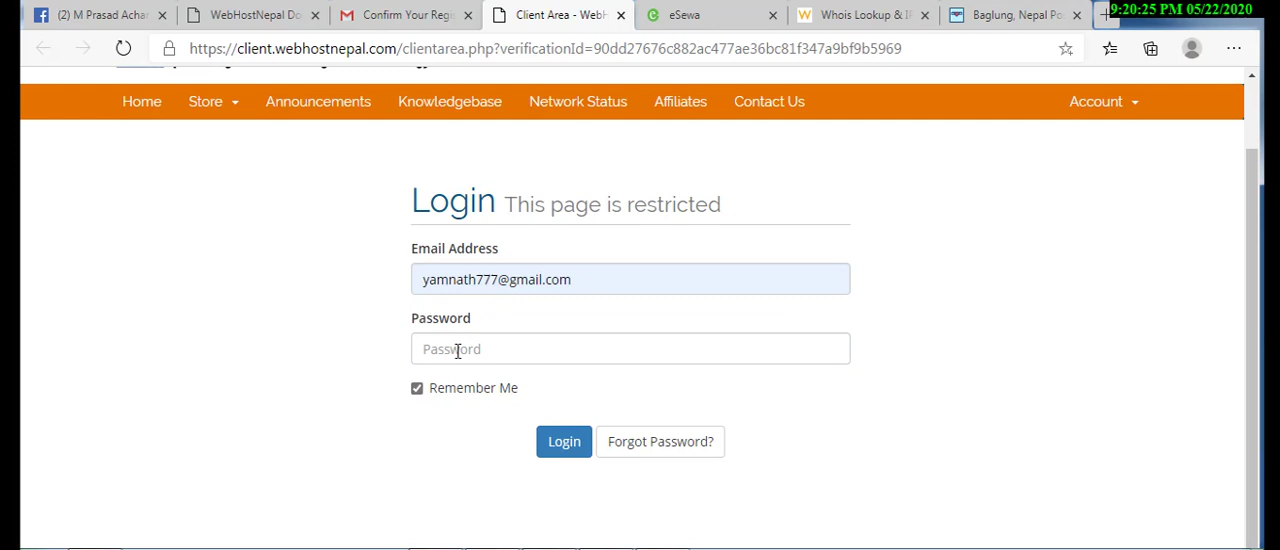 9:20:25 PM 05/22/2020
(2) M Prasad Achar
WebHostNepal Do
Confirm Your Regi
Client Area - WebH
eSewa
Whois Lookup & IP
Baglung, Nepal Po
https://client.webhostnepal.com/clientarea.php?verificationId=90dd27676c882ac477ae36bc81f347a9bf9b5969
Home Store Announcements Knowledgebase Network Status Affiliates Contact Us Account
Login This page is restricted
Email Address
yamnath777@gmail.com
Password
Password
Remember Me
Login Forgot Password?